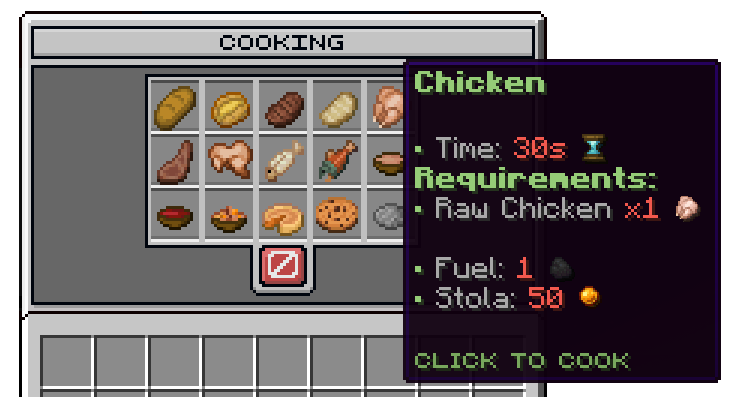 COOKING
Chicken
• Time: 30s
Requirements:
• Raw Chicken x1
• Fuel: 1
• Stola: 50
CLICK TO COOK